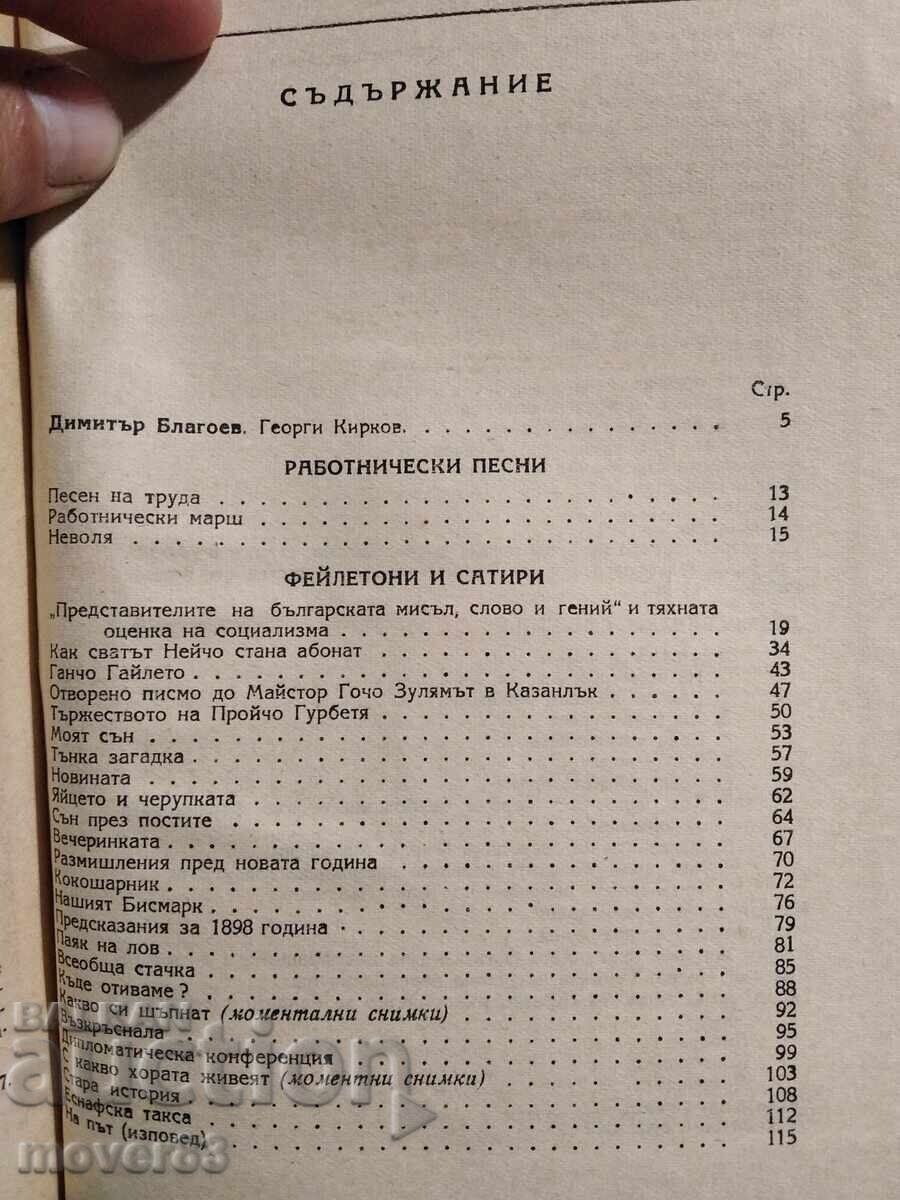 СЪДЪРЖАНИЕ
Стр.
Димитър Благоев. Георги Кирков. . . . . . . . . . . . . . . . 5
РАБОТНИЧЕСКИ ПЕСНИ
Песен на труда . . . . . . . . . . . . . . . . 13
Работнически марш . . . . . . . . . . . . . . . . 14
Неволя . . . . . . . . . . . . . . . . 15
ФЕЙЛЕТОНИ И САТИРИ
„Представителите на българската мисъл, слово и гений" и тяхната
оценка на социализма . . . . . . . . . . . . . . . . 19
Как сватът Нейчо стана абонат . . . . . . . . . . . . . . . . 34
Ганчо Гайлето . . . . . . . . . . . . . . . . 43
Отворено писмо до Майстор Гочо Зулямът в Казанлък . . . . . . 47
Тържеството на Пройчо Гурбетя . . . . . . . . . . . . . . . . 50
Моят сън . . . . . . . . . . . . . . . . 53
Тънка загадка . . . . . . . . . . . . . . . . 57
Новината . . . . . . . . . . . . . . . . 59
Яйцето и черупката . . . . . . . . . . . . . . . . 62
Сън през постите . . . . . . . . . . . . . . . . 64
Вечеринката . . . . . . . . . . . . . . . . 67
Размишления пред новата година . . . . . . . . . . . . . . . . 70
Кокошарник . . . . . . . . . . . . . . . . 72
Нашият Бисмарк . . . . . . . . . . . . . . . . 76
Предсказания за 1898 година . . . . . . . . . . . . . . . . 79
Паяк на лов . . . . . . . . . . . . . . . . 81
Всеобща стачка . . . . . . . . . . . . . . . . 85
Къде отиваме? . . . . . . . . . . . . . . . . 88
Какво си шъпнат (моментални снимки) . . . . . . . . . . . . 92
Възкръснала . . . . . . . . . . . . . . . . 95
Дипломатическа конференция . . . . . . . . . . . . . . . . 99
С какво хората живеят (моментни снимки) . . . . . . . . . . 103
Стара история . . . . . . . . . . . . . . . . 108
Еснафска такса . . . . . . . . . . . . . . . . 112
На път (изповед) . . . . . . . . . . . . . . . . 115
auction
mover83